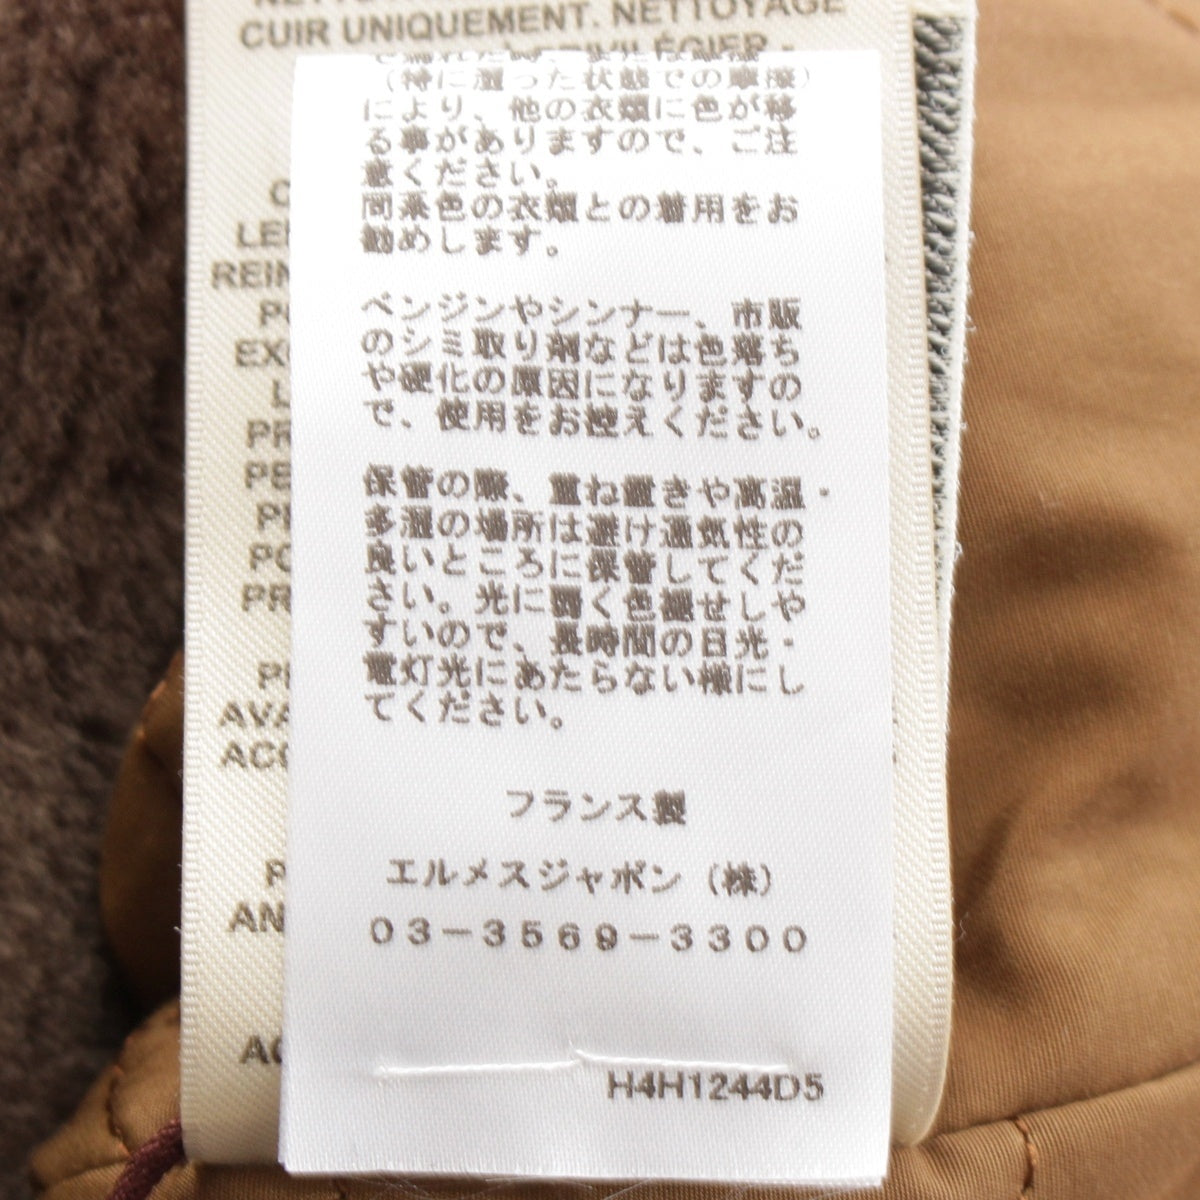 CUIR UNIQUEMENT. NETTOYAGE
(特に湿った状態での摩擦)
により、他の衣類に色が移
る事がありますので、ご注
意ください。
同系色の衣類との着用をお
勧めします。
ベンジンやシンナー、市販
のシミ取り剤などは色落ち
や硬化の原因になりますの
で、使用をお控えください。
保管の際、重ね置きや高温・
多湿の場所は避け通気性の
良いところに保管してくだ
さい。光に弱く色褪せしや
すいので、長時間の日光・
電灯光にあたらない様にし
てください。
フランス製
エルメスジャポン（株）
03-3569-3300
H4H1244D5